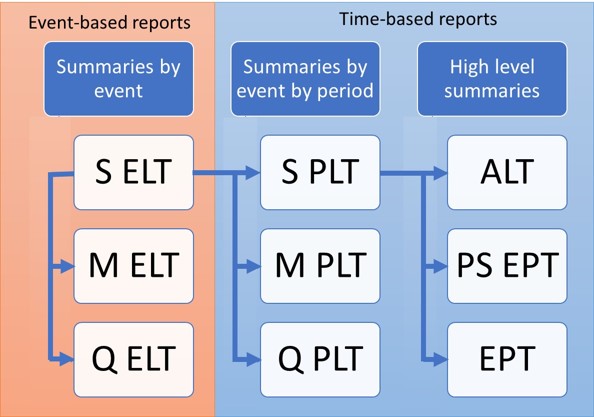 Event-based reports
Time-based reports
Summaries by
event
Summaries by
event by period
High level
summaries
S ELT
S PLT
ALT
M ELT
M PLT
PS EPT
Q ELT
Q PLT
EPT